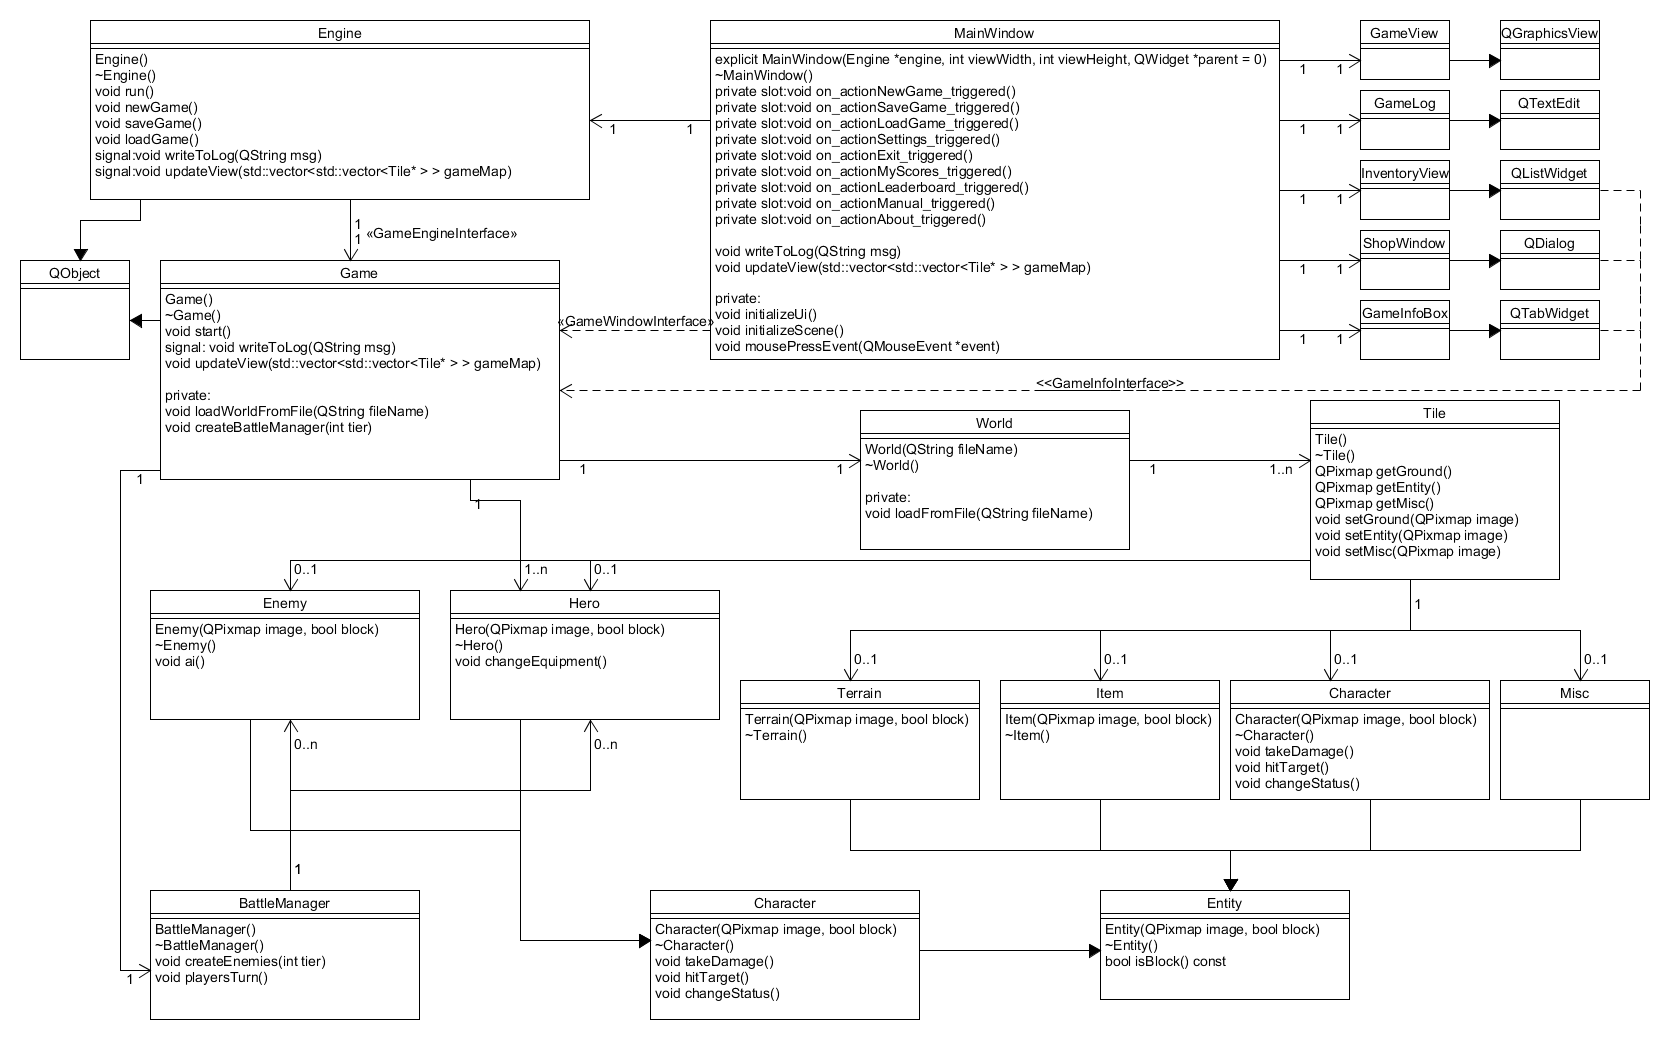 Engine
Engine()
~Engine()
void run()
void newGame()
void saveGame()
void loadGame()
signal:void writeToLog(QString msg)
signal:void updateView(std::vector<std::vector<Tile* > > gameMap)
MainWindow
explicit MainWindow(Engine *engine, int viewWidth, int viewHeight, QWidget *parent = 0)
~MainWindow()
private slot:void on_actionNewGame_triggered()
private slot:void on_actionSaveGame_triggered()
private slot:void on_actionLoadGame_triggered()
private slot:void on_actionSettings_triggered()
private slot:void on_actionExit_triggered()
private slot:void on_actionMyScores_triggered()
private slot:void on_actionLeaderboard_triggered()
private slot:void on_actionManual_triggered()
private slot:void on_actionAbout_triggered()
void writeToLog(QString msg)
void updateView(std::vector<std::vector<Tile* > > gameMap)
private:
void initializeUi()
void initializeScene()
void mousePressEvent(QMouseEvent *event)
1 1
GameView
QGraphicsView
1 1
GameLog
QTextEdit
1 1
InventoryView
QListWidget
1 1
ShopWindow
QDialog
1 1
GameInfoBox
QTabWidget
1 1
1
1
«GameEngineInterface»
QObject
Game
Game()
~Game()
void start()
signal: void writeToLog(QString msg)
void updateView(std::vector<std::vector<Tile* > > gameMap)
private:
void loadWorldFromFile(QString fileName)
void createBattleManager(int tier)
«GameWindowInterface»
<<GameInfoInterface>>
1 1
World
World(QString fileName)
~World()
private:
void loadFromFile(QString fileName)
1 1..n
Tile
Tile()
~Tile()
QPixmap getGround()
QPixmap getEntity()
QPixmap getMisc()
void setGround(QPixmap image)
void setEntity(QPixmap image)
void setMisc(QPixmap image)
1
1
0..1
1..n
0..1
1
Enemy
Enemy(QPixmap image, bool block)
~Enemy()
void ai()
Hero
Hero(QPixmap image, bool block)
~Hero()
void changeEquipment()
0..1
0..1
0..1
0..1
Terrain
Terrain(QPixmap image, bool block)
~Terrain()
Item
Item(QPixmap image, bool block)
~Item()
Character
Character(QPixmap image, bool block)
~Character()
void takeDamage()
void hitTarget()
void changeStatus()
Misc
0..n
0..n
1
1
BattleManager
BattleManager()
~BattleManager()
void createEnemies(int tier)
void playersTurn()
Character
Character(QPixmap image, bool block)
~Character()
void takeDamage()
void hitTarget()
void changeStatus()
Entity
Entity(QPixmap image, bool block)
~Entity()
bool isBlock() const